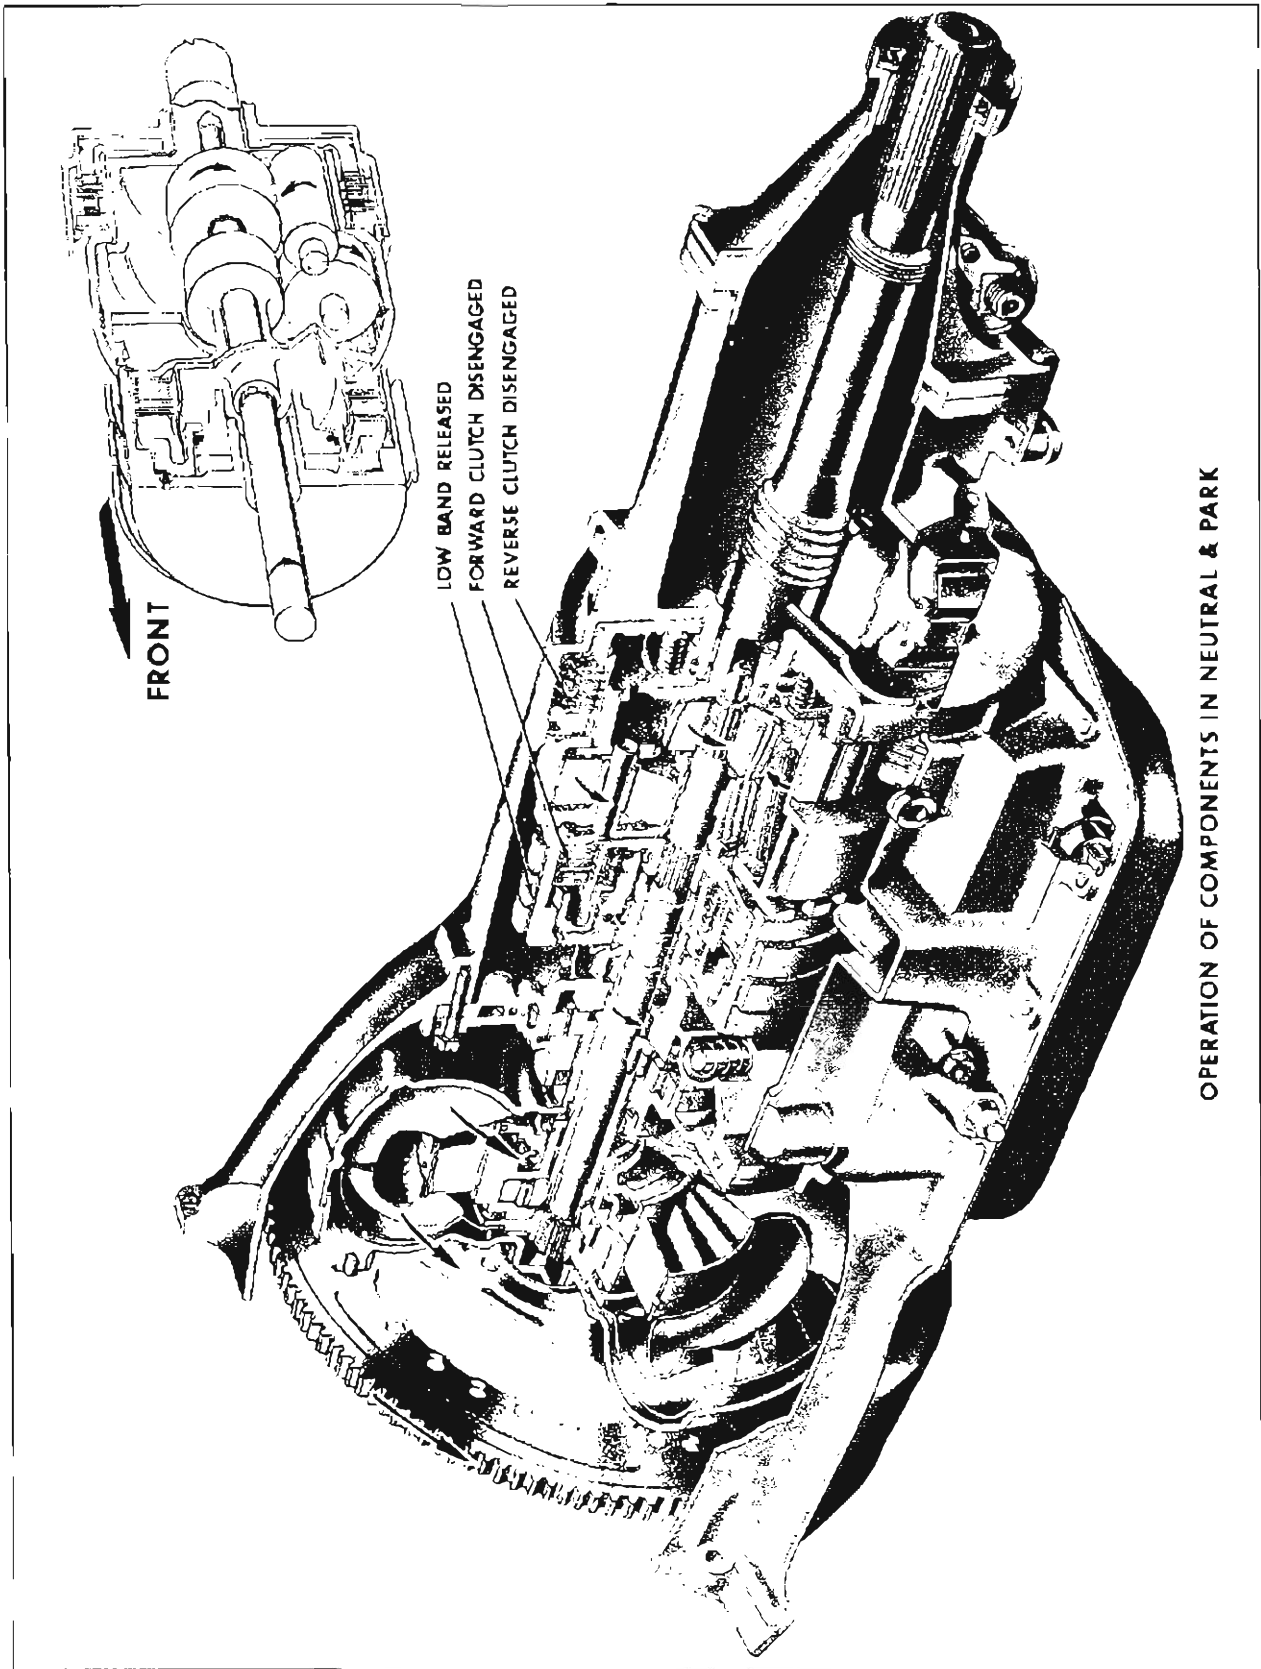 FRONT
LOW BAND RELEASED
FORWARD CLUTCH DISENGAGED
REVERSE CLUTCH DISENGAGED
OPERATION OF COMPONENTS IN NEUTRAL & PARK